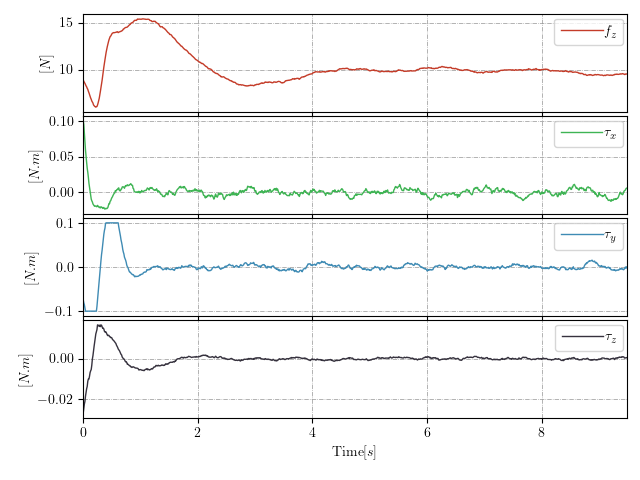 15
10
[N]
f_z
0.10
0.05
0.00
[N.m]
τ_x
0.1
0.0
−0.1
[N.m]
τ_y
0.00
−0.02
[N.m]
τ_z
0 2 4 6 8
Time[s]